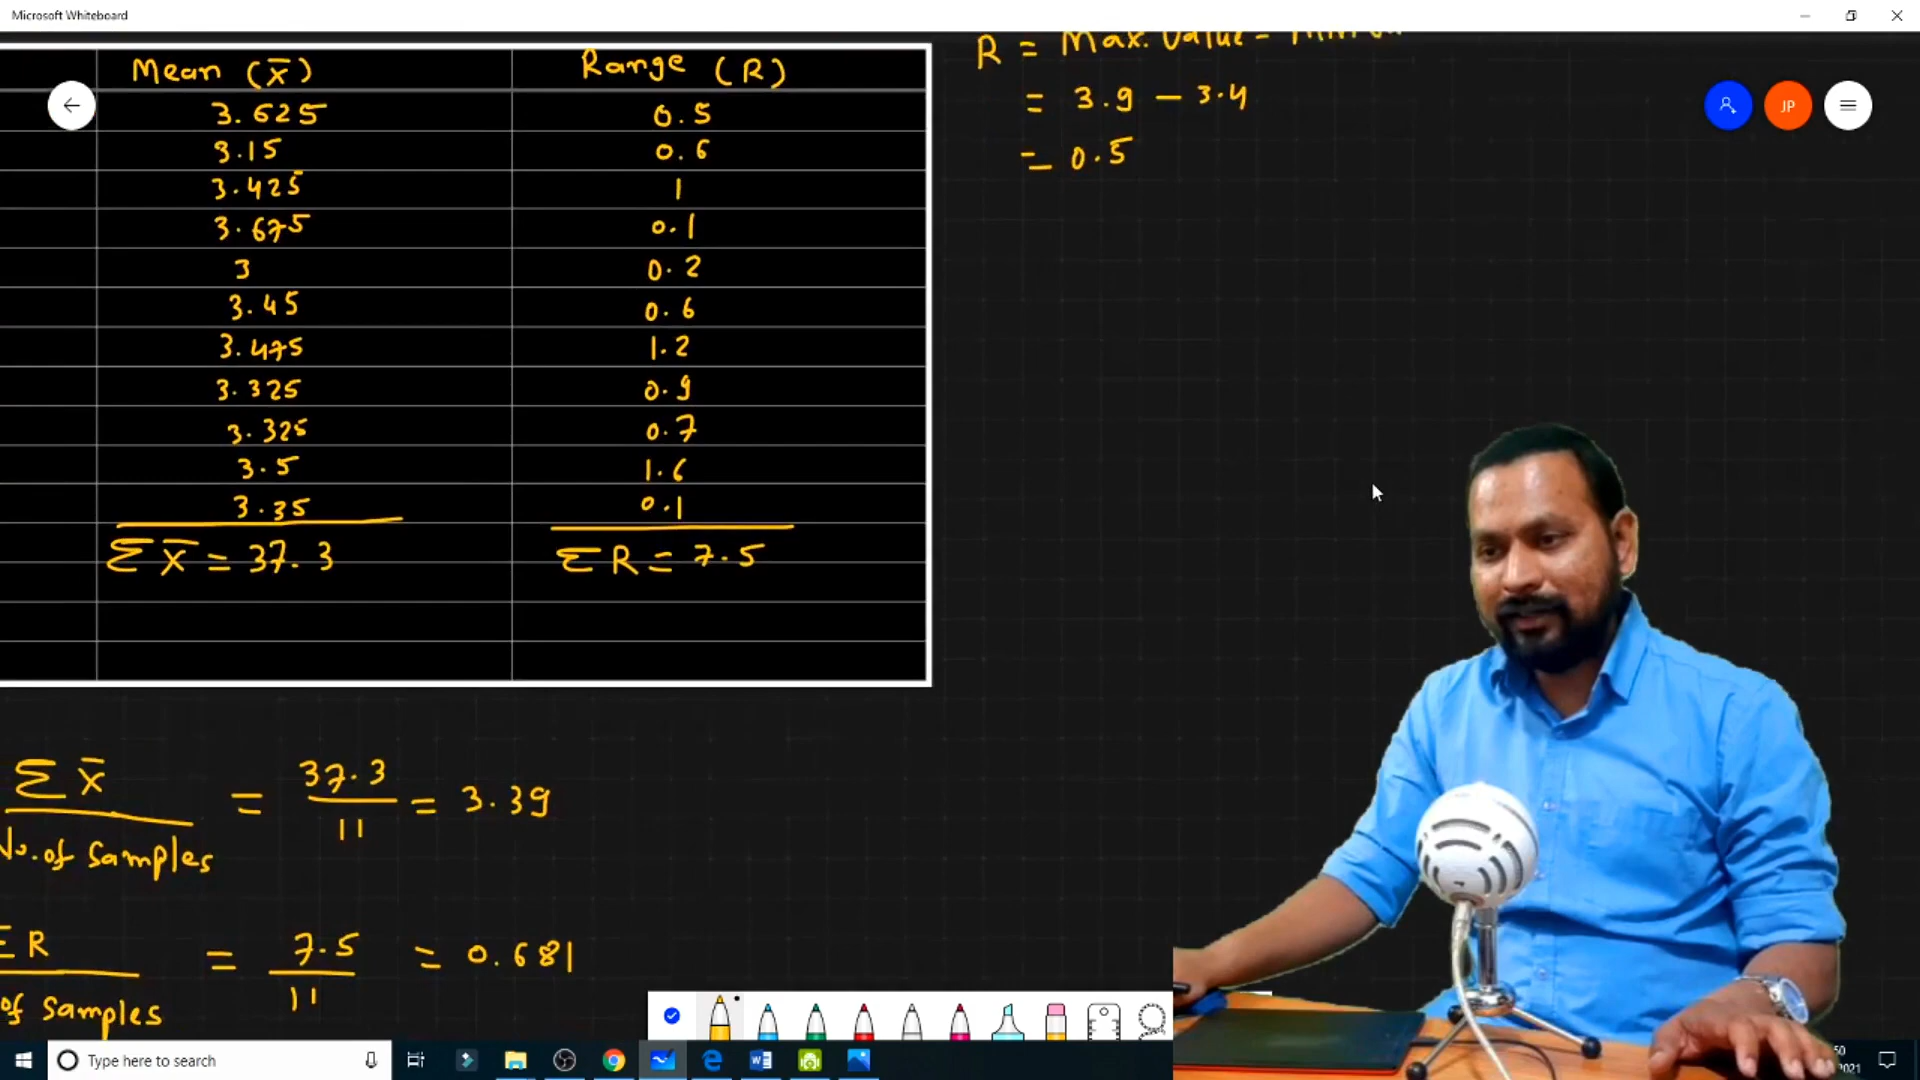 Microsoft Whiteboard
Mean (X̄) Range (R)
3.625 0.5
3.15 0.6
3.425 1
3.675 0.1
3 0.2
3.45 0.6
3.475 1.2
3.325 0.9
3.325 0.7
3.5 1.6
3.35 0.1
Σ X̄ = 37.3 Σ R = 7.5
R = Max. Value -
= 3.9 - 3.4
= 0.5
JP
Σ X̄ / No. of Samples = 37.3 / 11 = 3.39
Σ R / of Samples = 7.5 / 11 = 0.681
Type here to search
50
2021